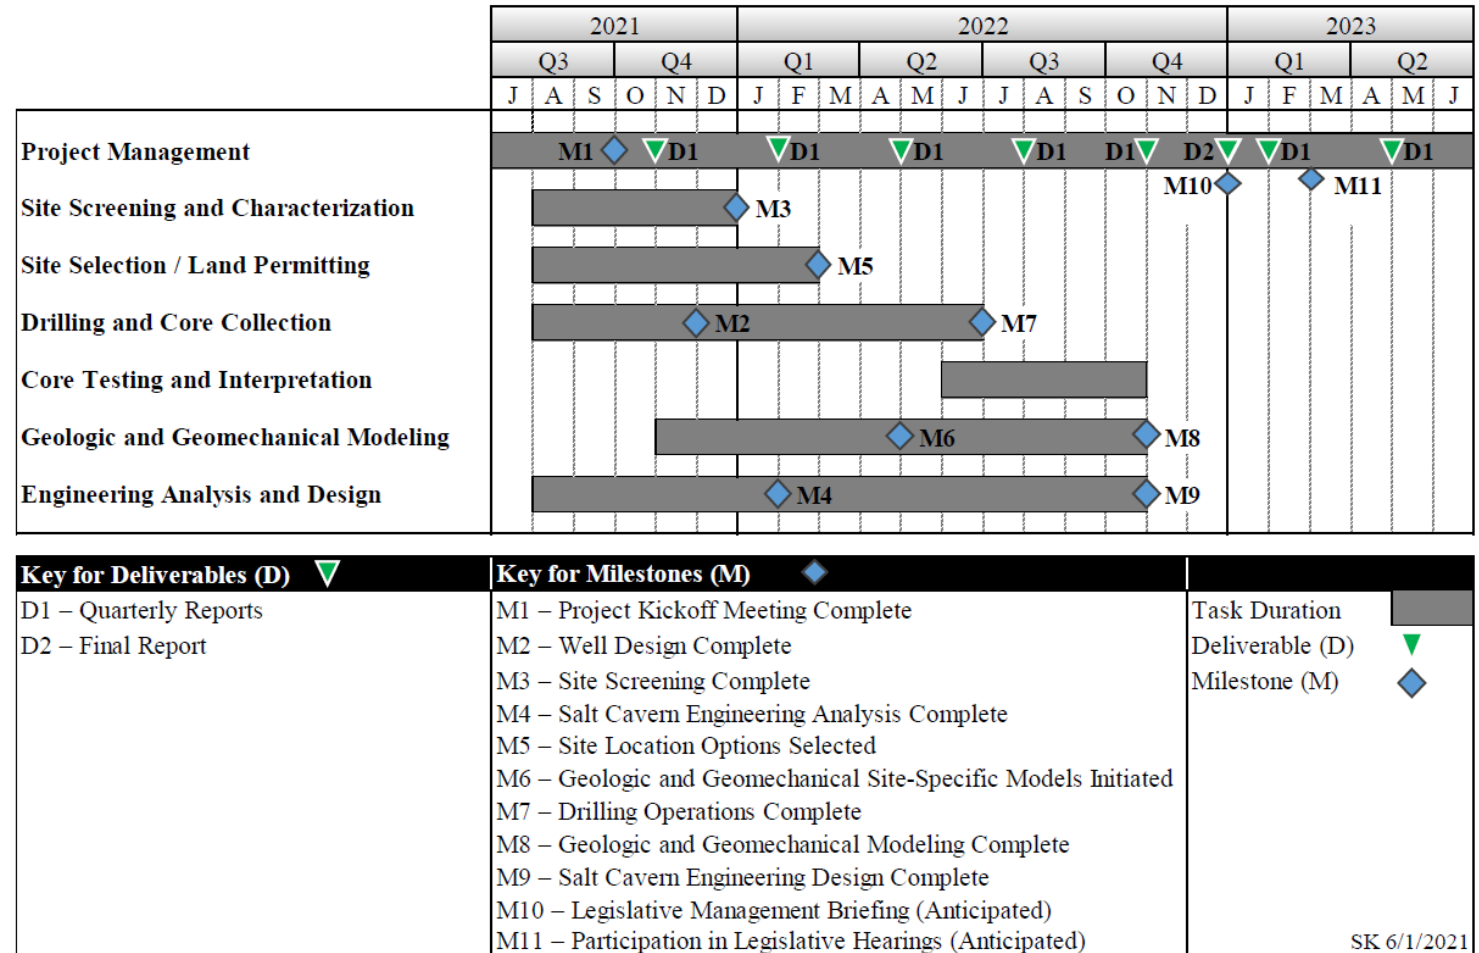 2021 2022 2023
Q3 Q4 Q1 Q2 Q3 Q4 Q1 Q2
J A S O N D J F M A M J J A S O N D J F M A M J
Project Management M1 D1 D1 D1 D1 D1 D2 D1 D1
M10 M11
Site Screening and Characterization M3
Site Selection / Land Permitting M5
Drilling and Core Collection M2 M7
Core Testing and Interpretation
Geologic and Geomechanical Modeling M6 M8
Engineering Analysis and Design M4 M9
Key for Deliverables (D) Key for Milestones (M)
D1 – Quarterly Reports M1 – Project Kickoff Meeting Complete Task Duration
D2 – Final Report M2 – Well Design Complete Deliverable (D)
M3 – Site Screening Complete Milestone (M)
M4 – Salt Cavern Engineering Analysis Complete
M5 – Site Location Options Selected
M6 – Geologic and Geomechanical Site-Specific Models Initiated
M7 – Drilling Operations Complete
M8 – Geologic and Geomechanical Modeling Complete
M9 – Salt Cavern Engineering Design Complete
M10 – Legislative Management Briefing (Anticipated)
M11 – Participation in Legislative Hearings (Anticipated) SK 6/1/2021